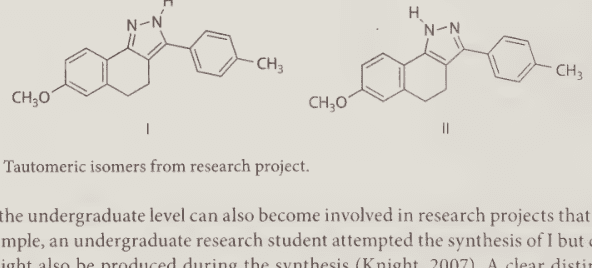 H
N N
CH₃
CH₃O
I
H
N N
CH₃
CH₃O
II
Tautomeric isomers from research project.
the undergraduate level can also become involved in research projects that
mple, an undergraduate research student attempted the synthesis of I but
ight also be produced during the synthesis (Knight, 2007). A clear distin